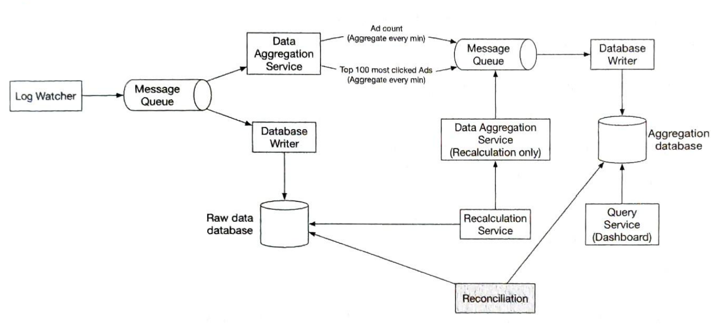 Log Watcher
Message
Queue
Data
Aggregation
Service
Ad count
(Aggregate every min)
Top 100 most clicked Ads
(Aggregate every min)
Message
Queue
Database
Writer
Database
Writer
Data Aggregation
Service
(Recalculation only)
Aggregation
database
Raw data
database
Recalculation
Service
Query
Service
(Dashboard)
Reconciliation